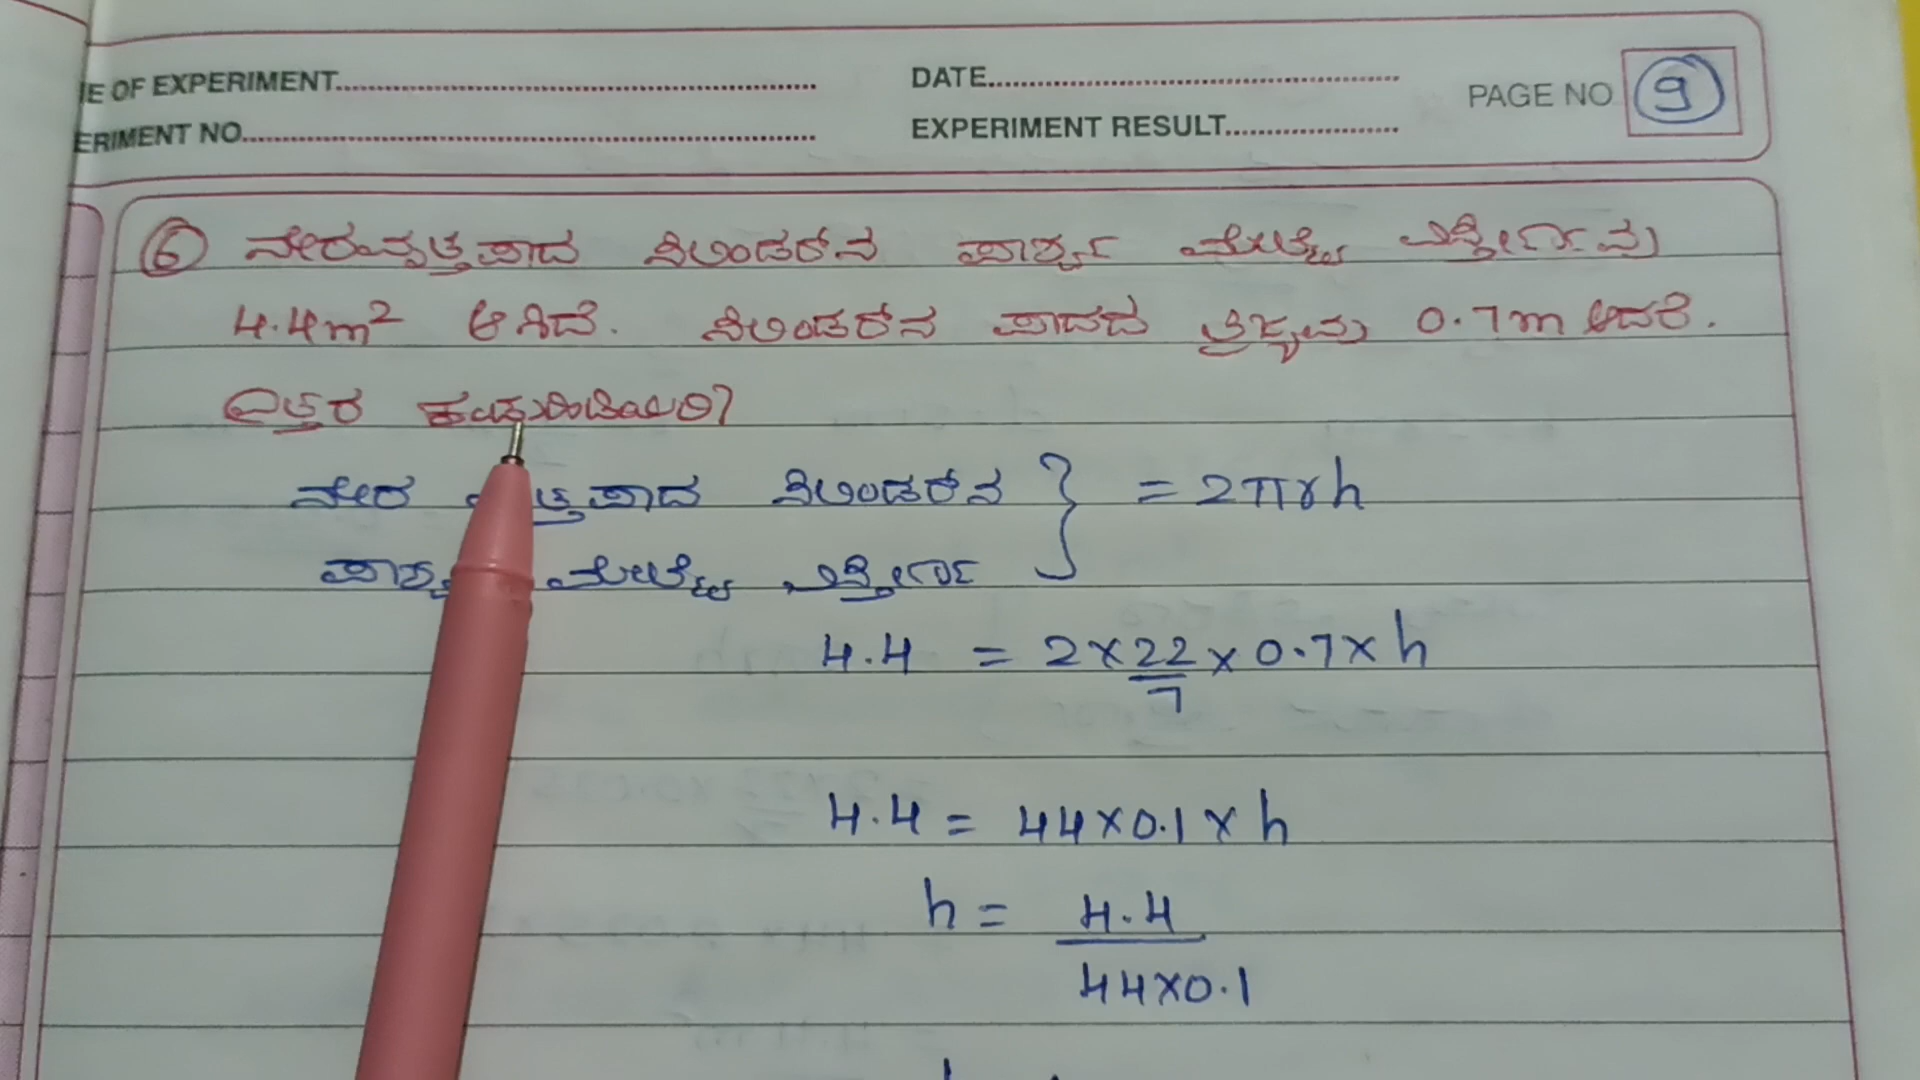 E OF EXPERIMENT
DATE
PAGE NO 9
ERIMENT NO
EXPERIMENT RESULT
6 ನೇರವೃತ್ತಪಾದ ಸಿಲಿಂಡರ್‌ನ ಪಾರ್ಶ್ವ ಮೇಲ್ಮೈ ವಿಸ್ತೀರ್ಣವು
4.4m² ಆಗಿದೆ. ಸಿಲಿಂಡರ್‌ನ ಪಾದದ ತ್ರಿಜ್ಯವು 0.7m ಆದರೆ.
ಎತ್ತರ ಕಂಡುಹಿಡಿಯಿರಿ?
ನೇರ ವೃತ್ತಪಾದ ಸಿಲಿಂಡರ್‌ನ } = 2πrh
ಪಾರ್ಶ್ವ ಮೇಲ್ಮೈ ವಿಸ್ತೀರ್ಣ
4.4 = 2×22/7×0.7×h
4.4 = 44×0.1×h
h = 4.4
44×0.1